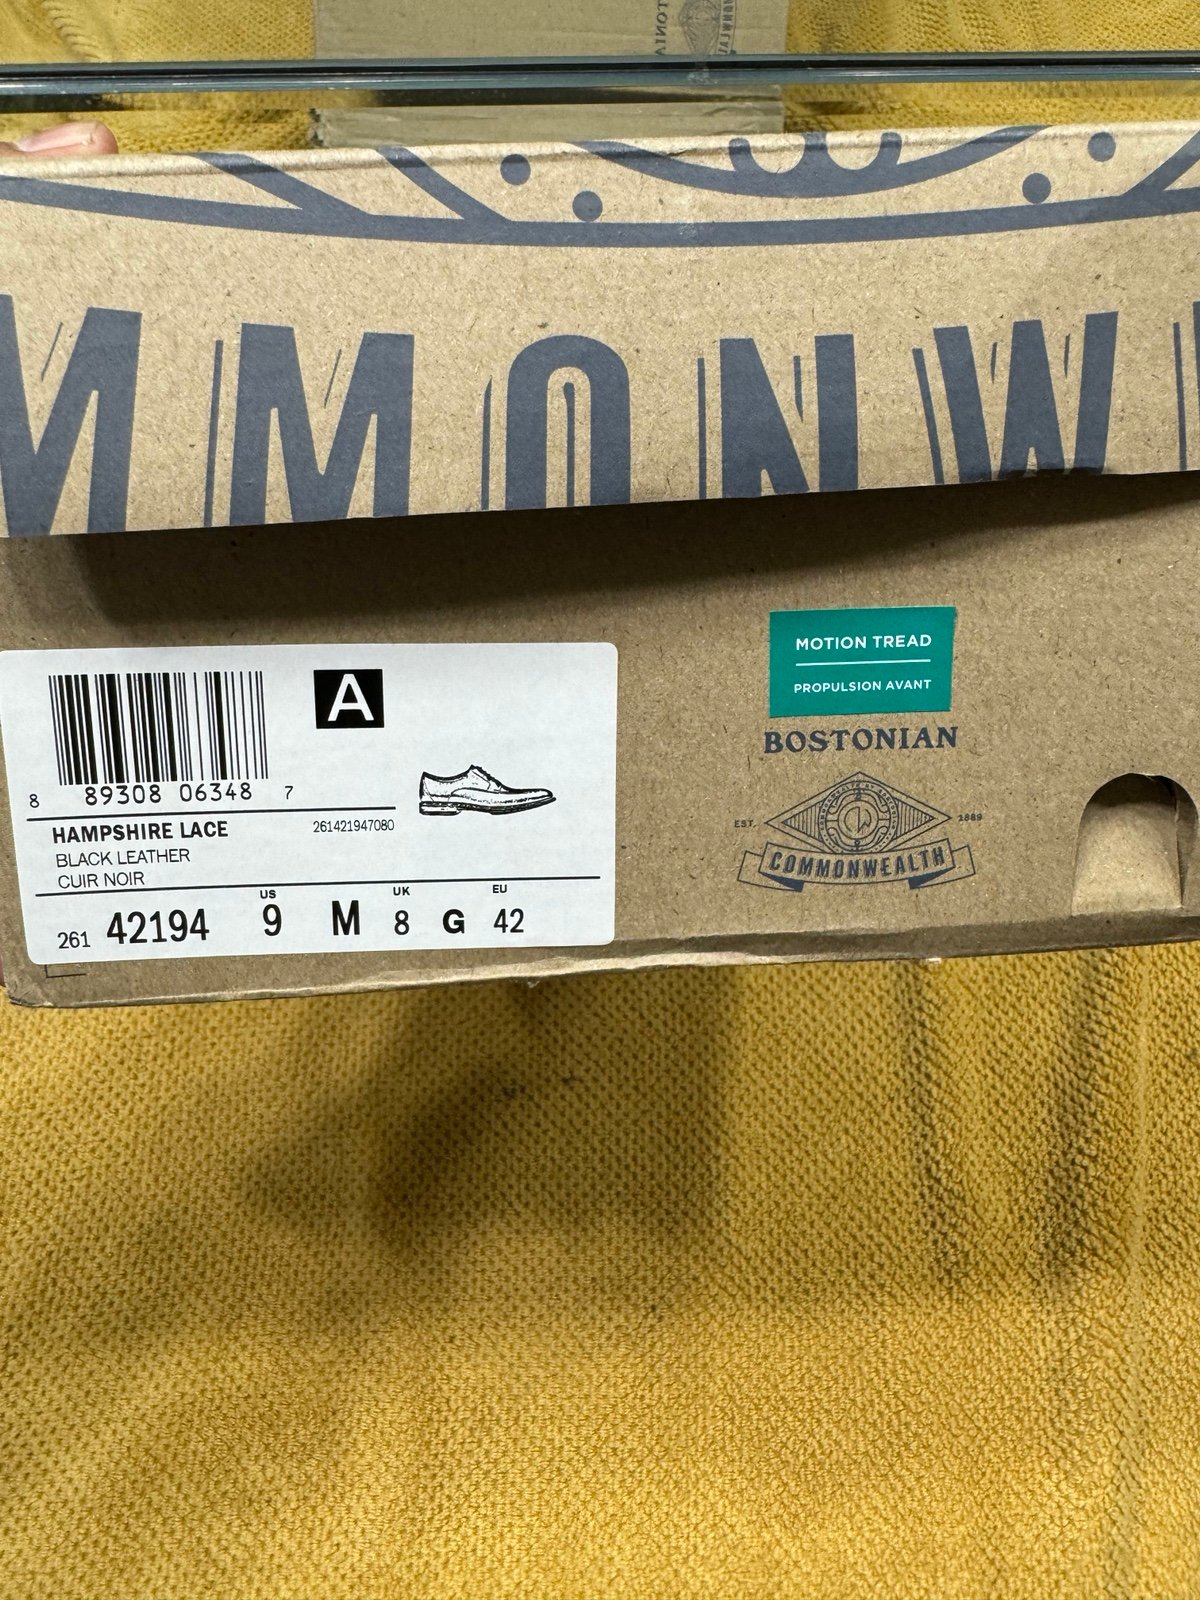 MMONW
MOTION TREAD
PROPULSION AVANT
BOSTONIAN
EST. 1889
COMMONWEALTH
A
8 89308 06348 7
HAMPSHIRE LACE 261421947080
BLACK LEATHER
CUIR NOIR
US UK EU
261 42194 9 M 8 G 42